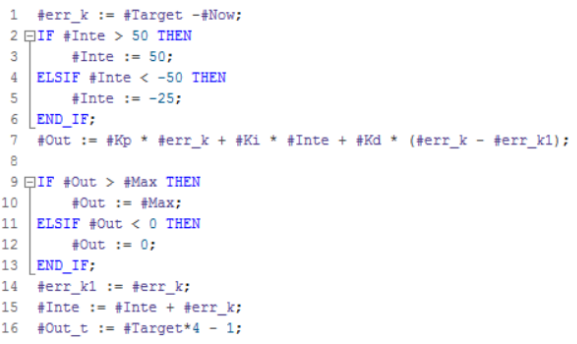 1 #err_k := #Target -#Now;
2 IF #Inte > 50 THEN
3 #Inte := 50;
4 ELSIF #Inte < -50 THEN
5 #Inte := -25;
6 END_IF;
7 #Out := #Kp * #err_k + #Ki * #Inte + #Kd * (#err_k - #err_k1);
8
9 IF #Out > #Max THEN
10 #Out := #Max;
11 ELSIF #Out < 0 THEN
12 #Out := 0;
13 END_IF;
14 #err_k1 := #err_k;
15 #Inte := #Inte + #err_k;
16 #Out_t := #Target*4 - 1;